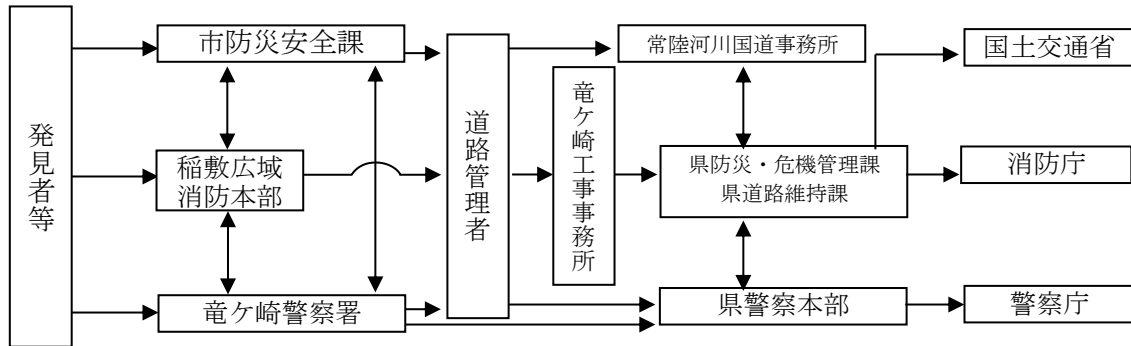 発見者等
市防災安全課
稲敷広域
消防本部
竜ケ崎警察署
道路管理者
竜ケ崎工事事務所
常陸河川国道事務所
県防災・危機管理課
県道路維持課
県警察本部
国土交通省
消防庁
警察庁